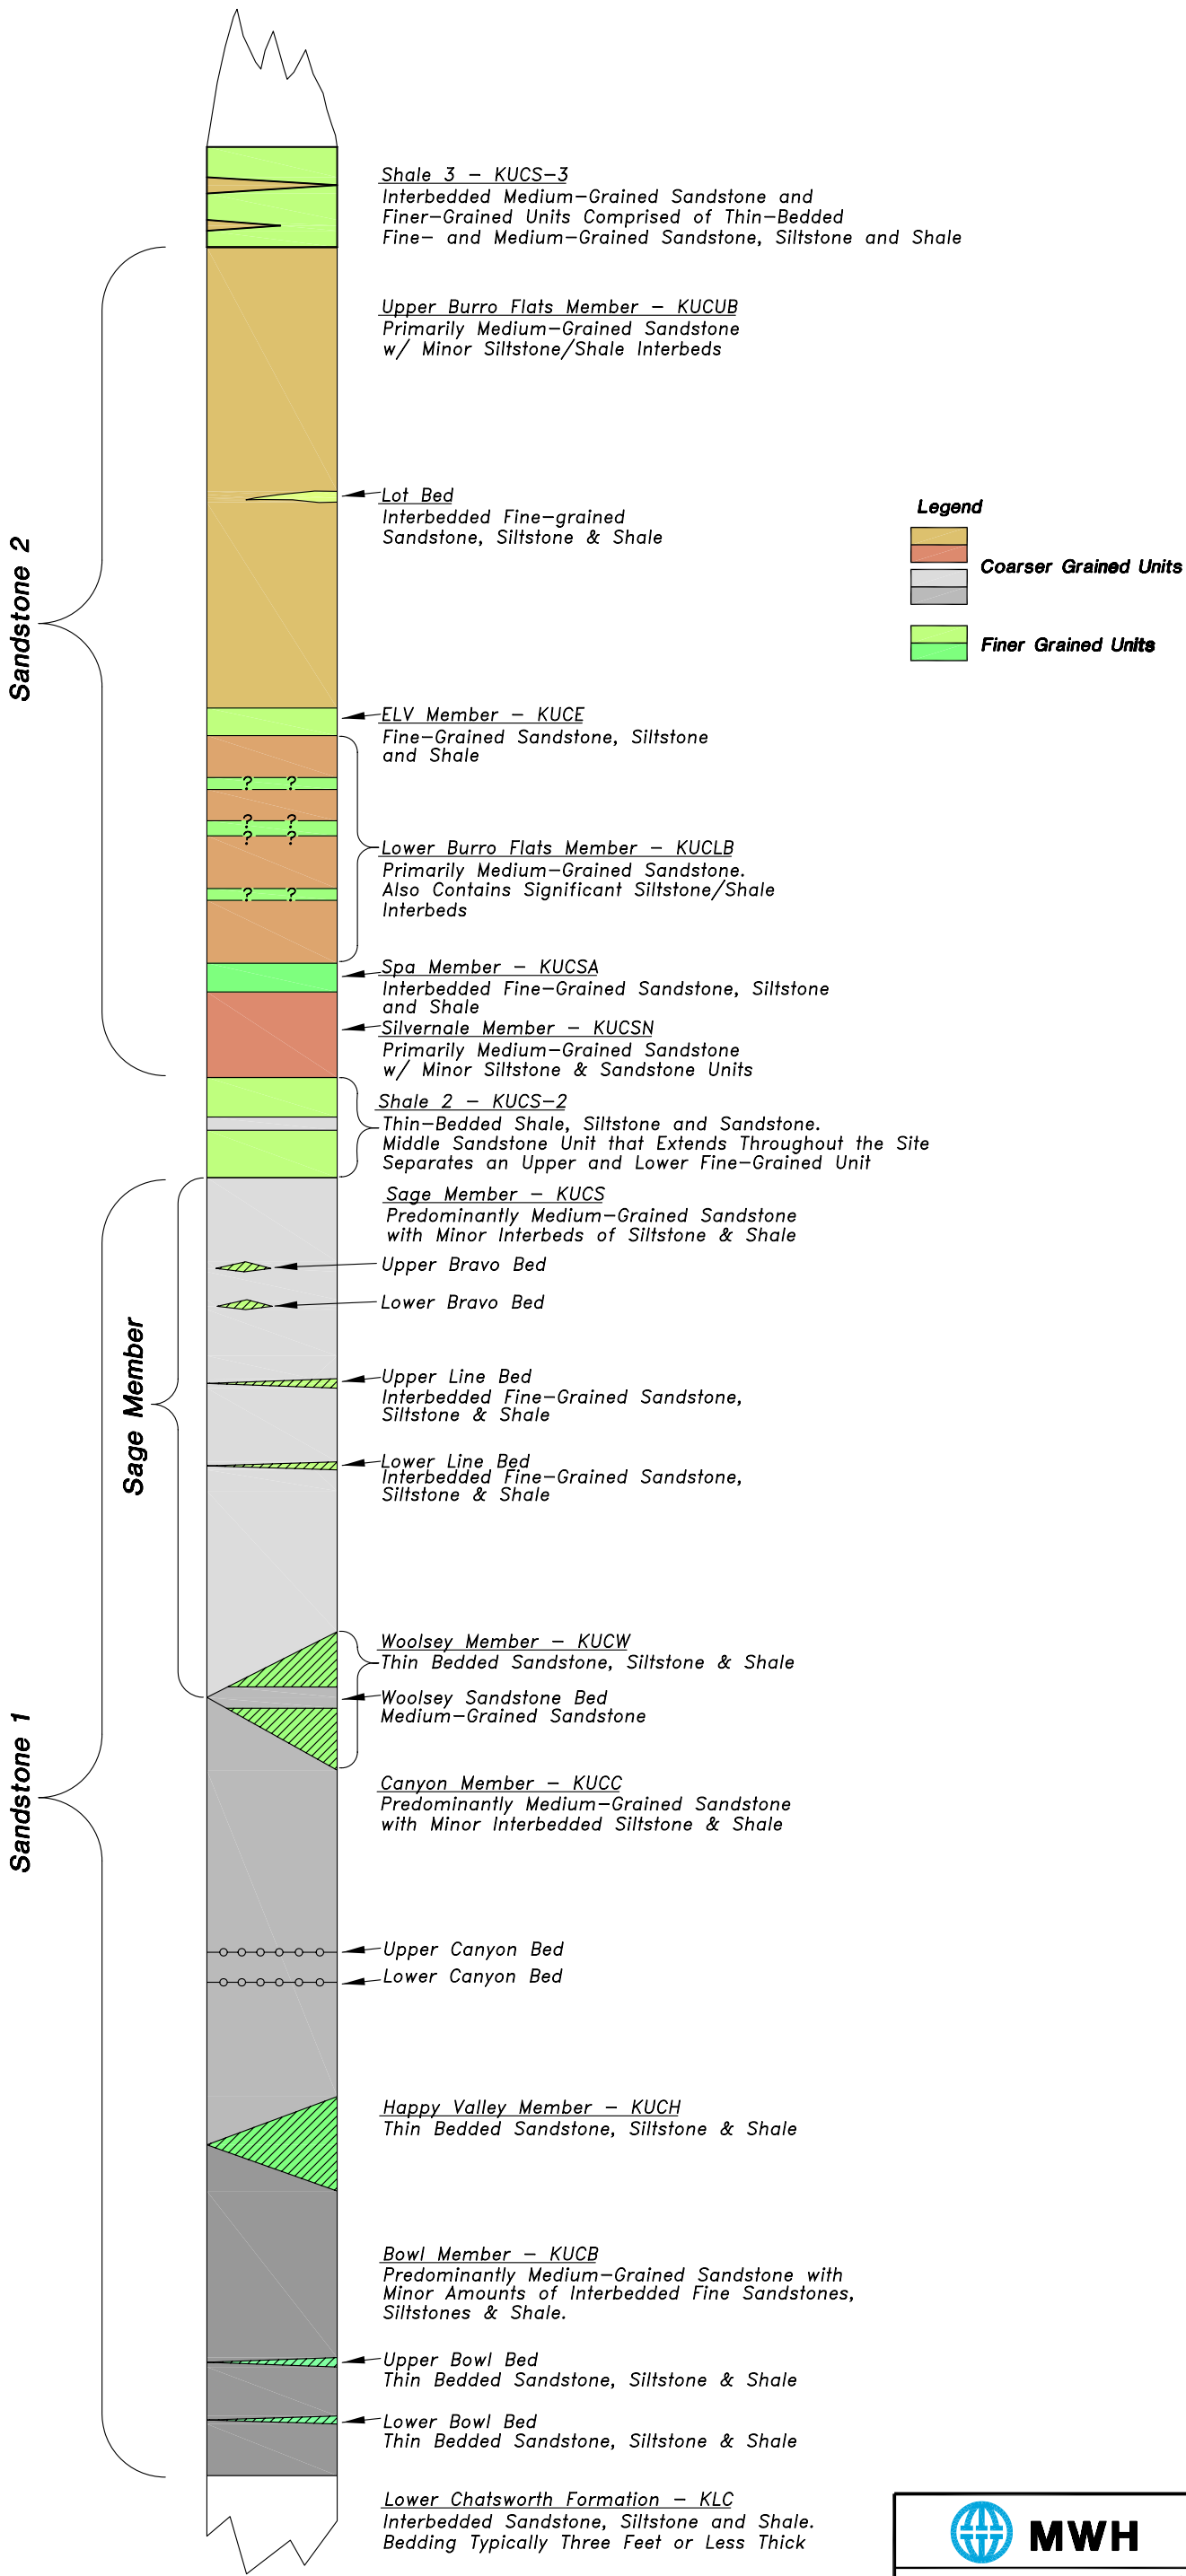 Shale 3 – KUCS–3
Interbedded Medium–Grained Sandstone and
Finer–Grained Units Comprised of Thin–Bedded
Fine– and Medium–Grained Sandstone, Siltstone and Shale
Upper Burro Flats Member – KUCUB
Primarily Medium–Grained Sandstone
w/ Minor Siltstone/Shale Interbeds
Lot Bed
Interbedded Fine–grained
Sandstone, Siltstone & Shale
Legend
Coarser Grained Units
Finer Grained Units
Sandstone 2
ELV Member – KUCE
Fine–Grained Sandstone, Siltstone
and Shale
? ?
? ?
? ?
? ?
Lower Burro Flats Member – KUCLB
Primarily Medium–Grained Sandstone.
Also Contains Significant Siltstone/Shale
Interbeds
Spa Member – KUCSA
Interbedded Fine–Grained Sandstone, Siltstone
and Shale
Silvernale Member – KUCSN
Primarily Medium–Grained Sandstone
w/ Minor Siltstone & Sandstone Units
Shale 2 – KUCS–2
Thin–Bedded Shale, Siltstone and Sandstone.
Middle Sandstone Unit that Extends Throughout the Site
Separates an Upper and Lower Fine–Grained Unit
Sage Member – KUCS
Predominantly Medium–Grained Sandstone
with Minor Interbeds of Siltstone & Shale
Upper Bravo Bed
Lower Bravo Bed
Sage Member
Upper Line Bed
Interbedded Fine–Grained Sandstone,
Siltstone & Shale
Lower Line Bed
Interbedded Fine–Grained Sandstone,
Siltstone & Shale
Woolsey Member – KUCW
Thin Bedded Sandstone, Siltstone & Shale
Woolsey Sandstone Bed
Medium–Grained Sandstone
Sandstone 1
Canyon Member – KUCC
Predominantly Medium–Grained Sandstone
with Minor Interbedded Siltstone & Shale
Upper Canyon Bed
Lower Canyon Bed
Happy Valley Member – KUCH
Thin Bedded Sandstone, Siltstone & Shale
Bowl Member – KUCB
Predominantly Medium–Grained Sandstone with
Minor Amounts of Interbedded Fine Sandstones,
Siltstones & Shale.
Upper Bowl Bed
Thin Bedded Sandstone, Siltstone & Shale
Lower Bowl Bed
Thin Bedded Sandstone, Siltstone & Shale
Lower Chatsworth Formation – KLC
Interbedded Sandstone, Siltstone and Shale.
Bedding Typically Three Feet or Less Thick
MWH